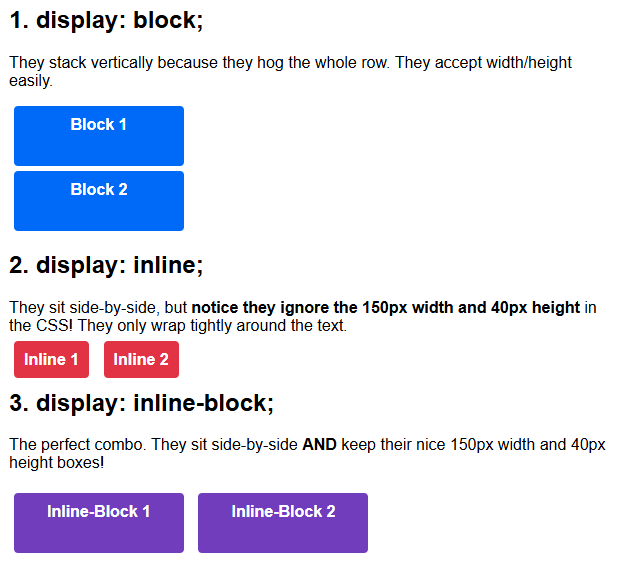 1. display: block;
They stack vertically because they hog the whole row. They accept width/height
easily.
Block 1
Block 2
2. display: inline;
They sit side-by-side, but notice they ignore the 150px width and 40px height in
the CSS! They only wrap tightly around the text.
Inline 1 Inline 2
3. display: inline-block;
The perfect combo. They sit side-by-side AND keep their nice 150px width and 40px
height boxes!
Inline-Block 1 Inline-Block 2